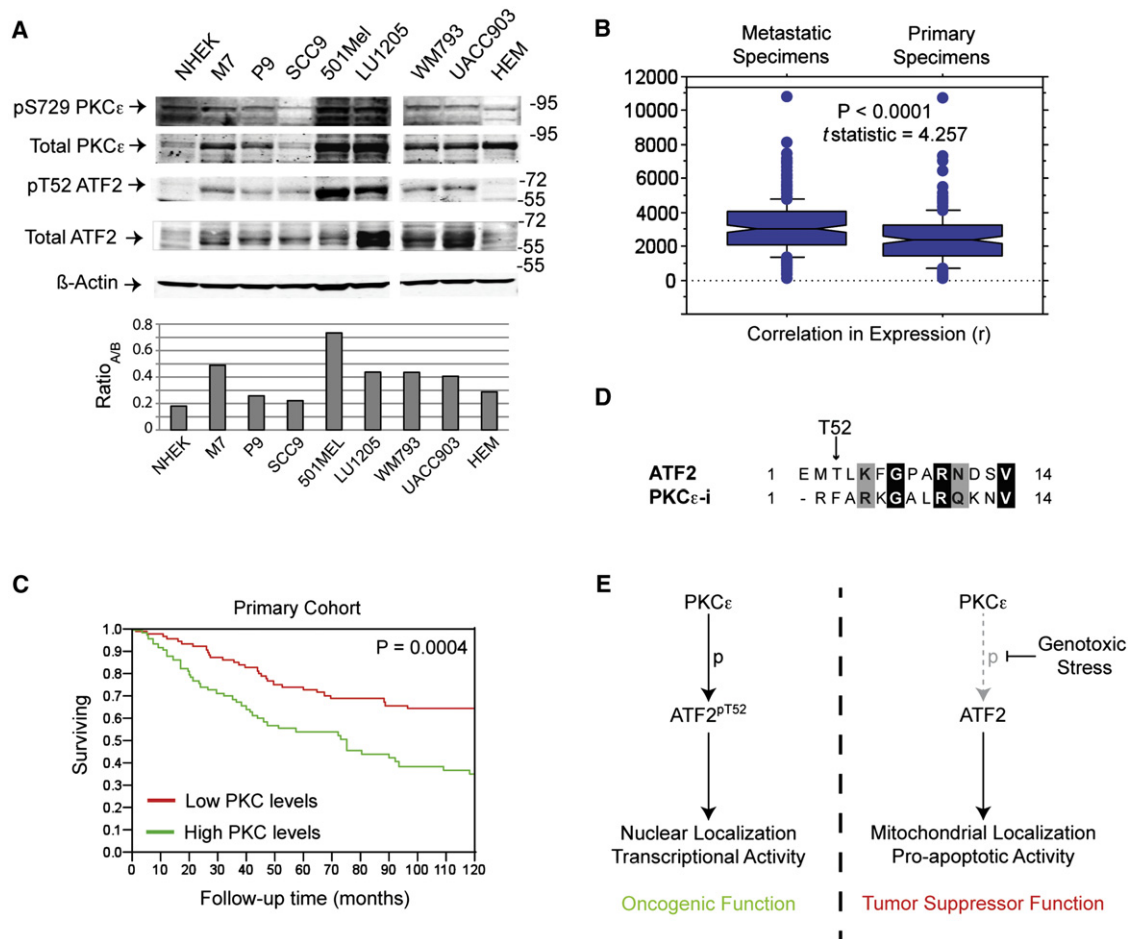 A
NHEK M7 P9 SCC9 501Mel LU1205 WM793 UACC903 HEM
pS729 PKCε
-95
Total PKCε
-95
pT52 ATF2
-72
-55
Total ATF2
-72
-55
-55
ß-Actin
Ratio A/B
0.8
0.6
0.4
0.2
0
NHEK M7 P9 SCC9 501MEL LU1205 WM793 UACC903 HEM
B
Metastatic Specimens
Primary Specimens
12000
10000
8000
6000
4000
2000
0
P < 0.0001
t statistic = 4.257
Correlation in Expression (r)
C
Primary Cohort
P = 0.0004
Surviving
1.0
0.9
0.8
0.7
0.6
0.5
0.4
0.3
0.9
0.1
0.0
Low PKC levels
High PKC levels
0 10 20 30 40 50 60 70 80 90 100 120
Follow-up time (months)
D
T52
ATF2 1 E M T L K F G P A R N D S V 14
PKCε-i 1 - R F A R K G A L R Q K N V 14
E
PKCε
p
ATF2pT52
Nuclear Localization
Transcriptional Activity
Oncogenic Function
PKCε
p
Genotoxic
Stress
ATF2
Mitochondrial Localization
Pro-apoptotic Activity
Tumor Suppressor Function